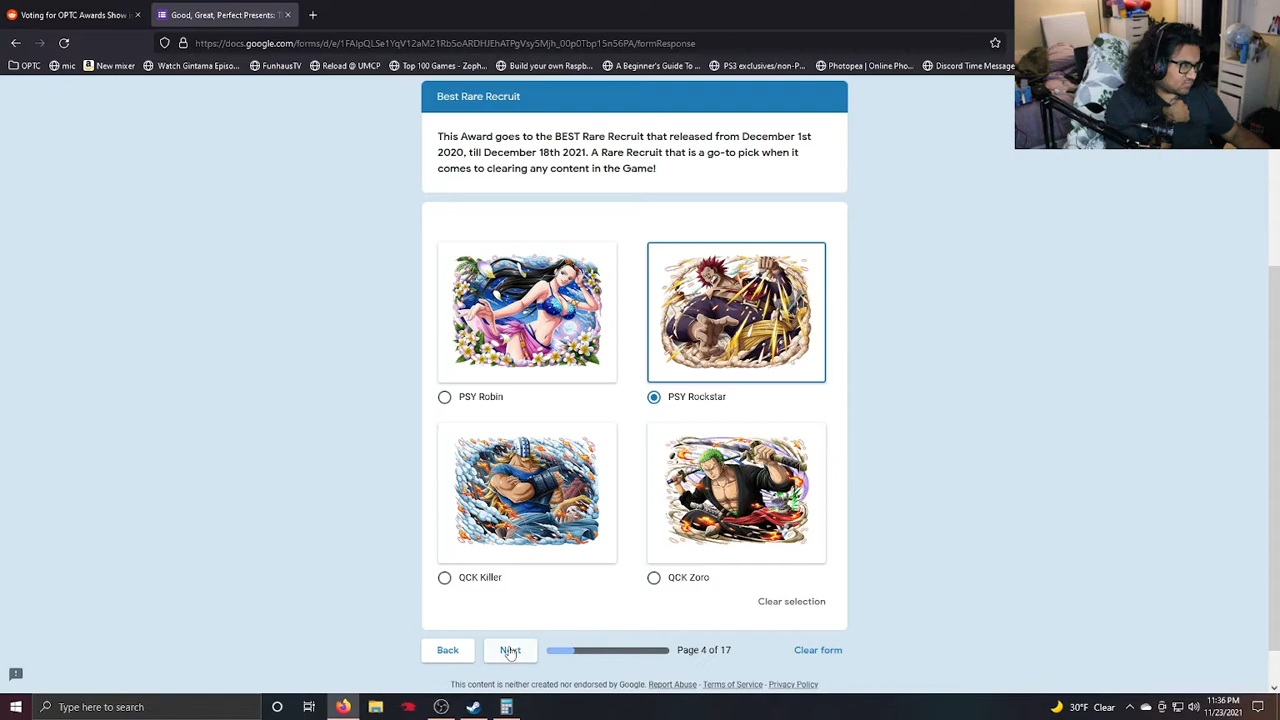 Voting for OPTC Awards Show
Good, Great, Perfect Presents: T
https://docs.google.com/forms/d/e/1FAIpQLSe1YqV12aM21Rb5oARDHJEhATPgVsy5Mjh_00p0Tbp1Sn56PA/formResponse
OPTC
mic
New mixer
Watch Gintama Episo...
FunhausTV
Reload @ UMCP
Top 100 Games - Zoph...
Build your own Raspb...
A Beginner's Guide To ...
PS3 exclusives/non-P...
Photopea | Online Pho...
Discord Message
Best Rare Recruit
This Award goes to the BEST Rare Recruit that released from December 1st
2020, till December 18th 2021. A Rare Recruit that is a go-to pick when it
comes to clearing any content in the Game!
PSY Robin
PSY Rockstar
QCK Killer
QCK Zoro
Clear selection
Back
Next
Page 4 of 17
Clear form
This content is neither created nor endorsed by Google. Report Abuse - Terms of Service - Privacy Policy
Type here to search
30°F Clear
11:36 PM
11/23/2021